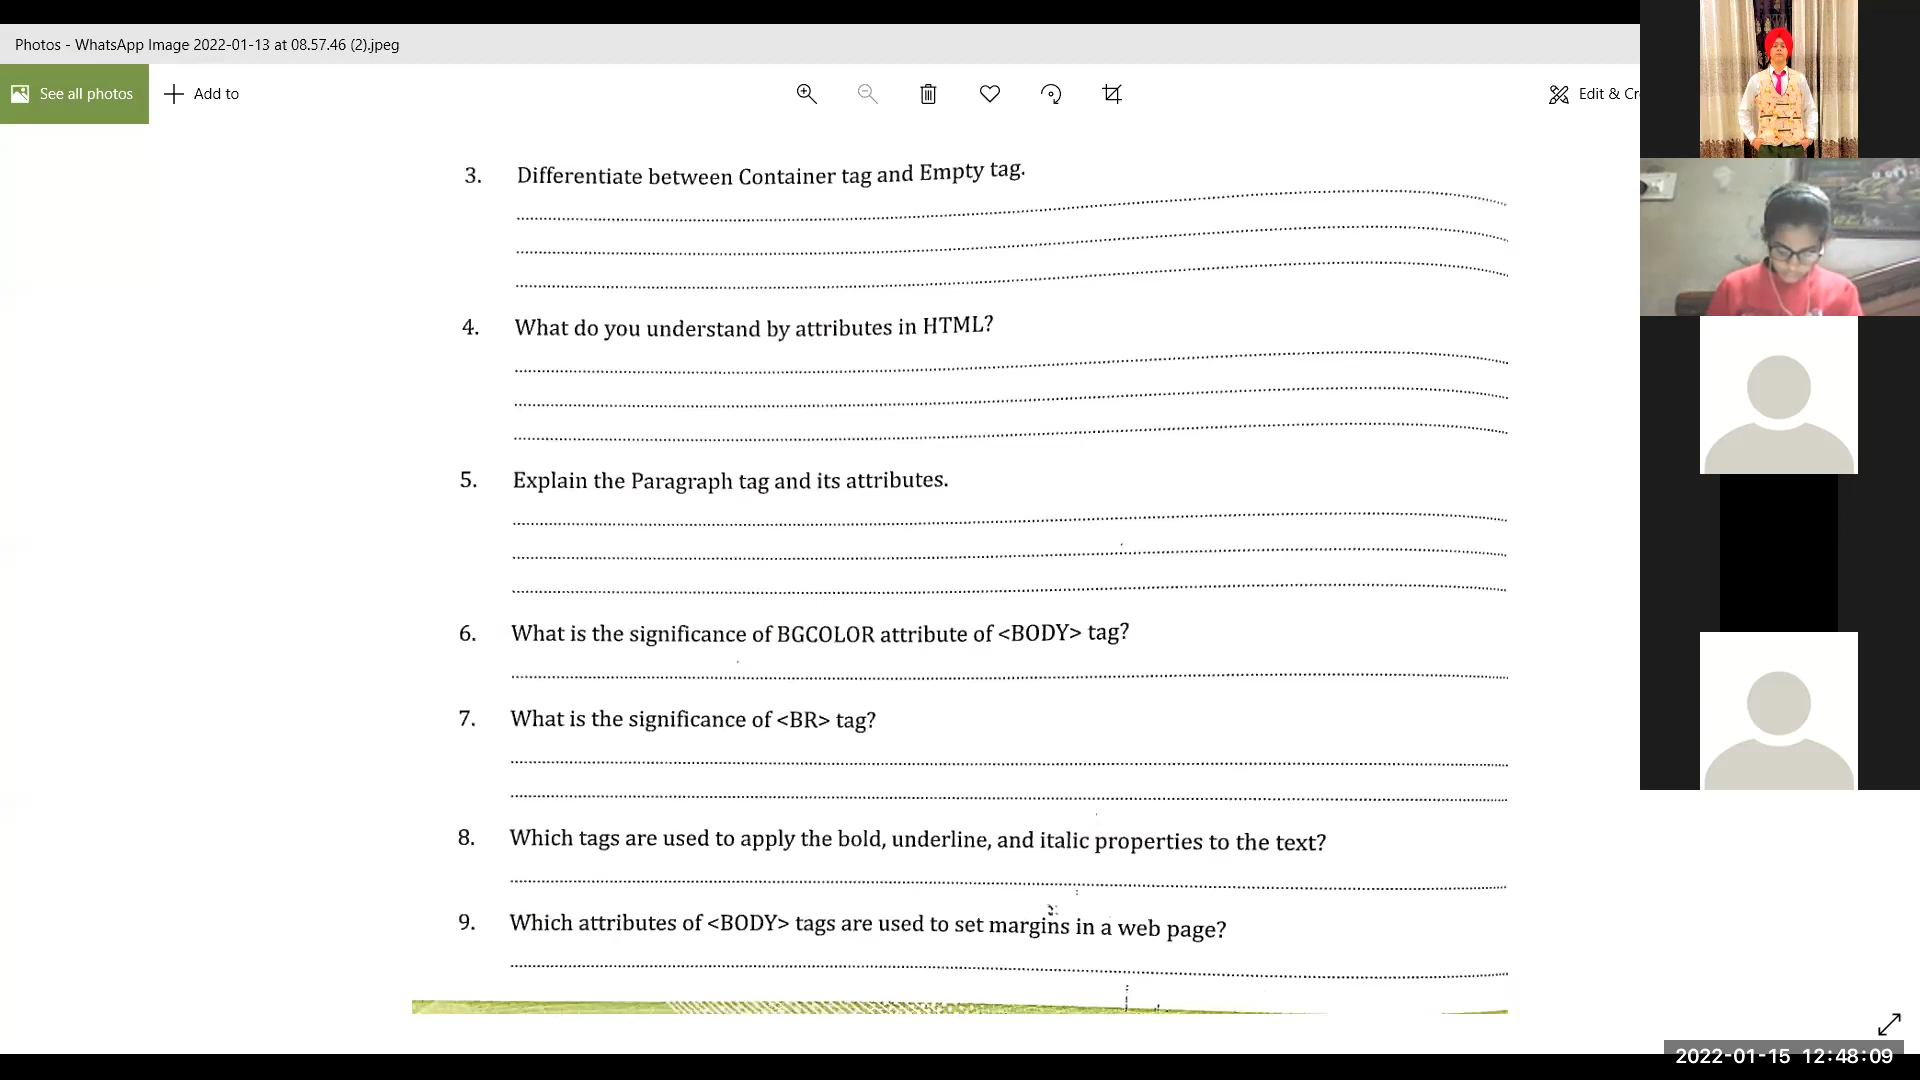 Photos - WhatsApp Image 2022-01-13 at 08.57.46 (2).jpeg
See all photos
Add to
Edit & Cr
3. Differentiate between Container tag and Empty tag.
4. What do you understand by attributes in HTML?
5. Explain the Paragraph tag and its attributes.
6. What is the significance of BGCOLOR attribute of <BODY> tag?
7. What is the significance of <BR> tag?
8. Which tags are used to apply the bold, underline, and italic properties to the text?
9. Which attributes of <BODY> tags are used to set margins in a web page?
2022-01-15 12:48:09